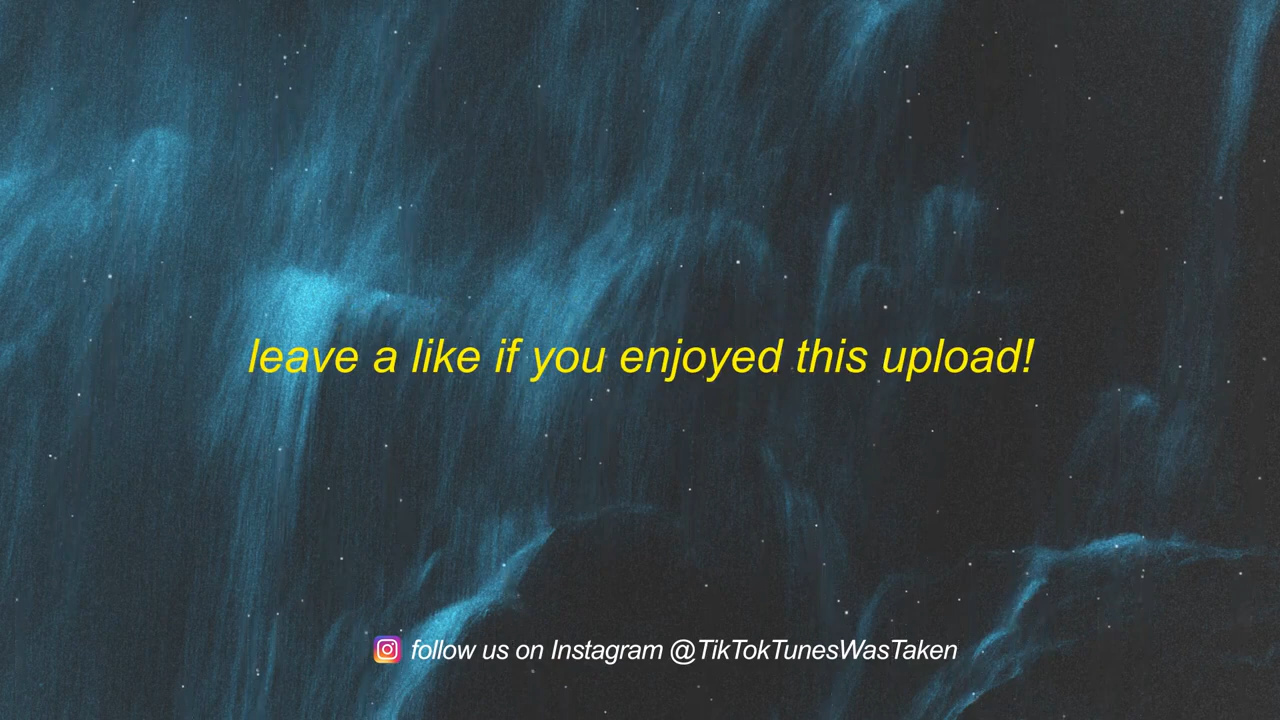 leave a like if you enjoyed this upload!
follow us on Instagram @TikTokTunesWasTaken